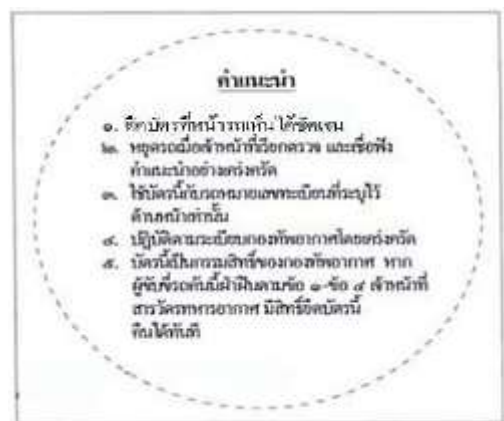 คำแนะนำ
๑. ติดบัตรที่หน้ารถเห็นได้ชัดเจน
๒. หยุดรถเมื่อเจ้าหน้าที่เรียกตรวจ และเชื่อฟัง
คำแนะนำอย่างเคร่งครัด
๓. ใช้บัตรนี้กับรถหมายเลขทะเบียนที่ระบุไว้
ด้านหน้าเท่านั้น
๔. ปฏิบัติตามระเบียบกองทัพอากาศโดยเคร่งครัด
๕. บัตรนี้เป็นกรรมสิทธิ์ของกองทัพอากาศ หาก
ผู้ขับขี่รถคันนี้ฝ่าฝืนตามข้อ ๑-ข้อ ๔ เจ้าหน้าที่
สารวัตรทหารอากาศ มีสิทธิ์ยึดบัตรนี้
คืนได้ทันที